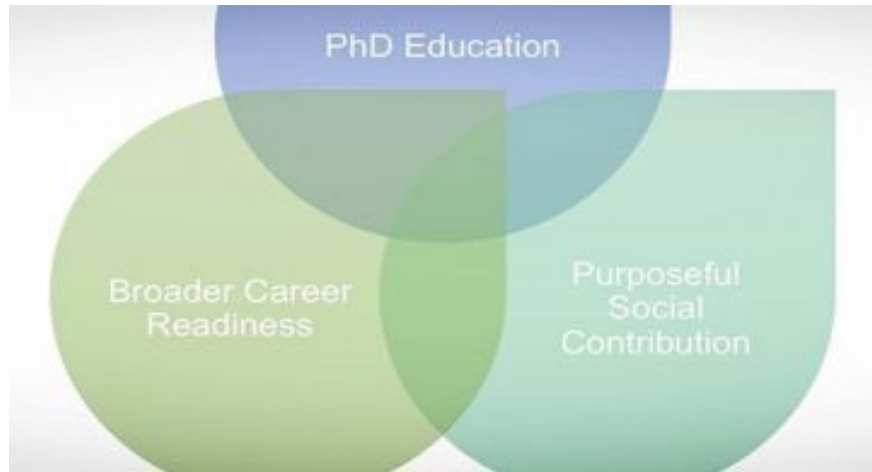 PhD Education
Broader Career
Readiness
Purposeful
Social
Contribution